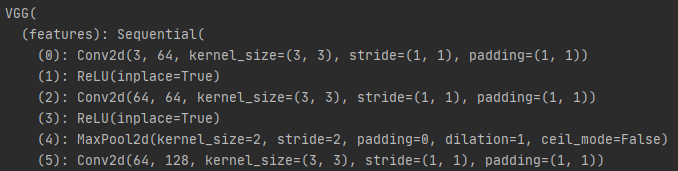 VGG(
  (features): Sequential(
    (0): Conv2d(3, 64, kernel_size=(3, 3), stride=(1, 1), padding=(1, 1))
    (1): ReLU(inplace=True)
    (2): Conv2d(64, 64, kernel_size=(3, 3), stride=(1, 1), padding=(1, 1))
    (3): ReLU(inplace=True)
    (4): MaxPool2d(kernel_size=2, stride=2, padding=0, dilation=1, ceil_mode=False)
    (5): Conv2d(64, 128, kernel_size=(3, 3), stride=(1, 1), padding=(1, 1))